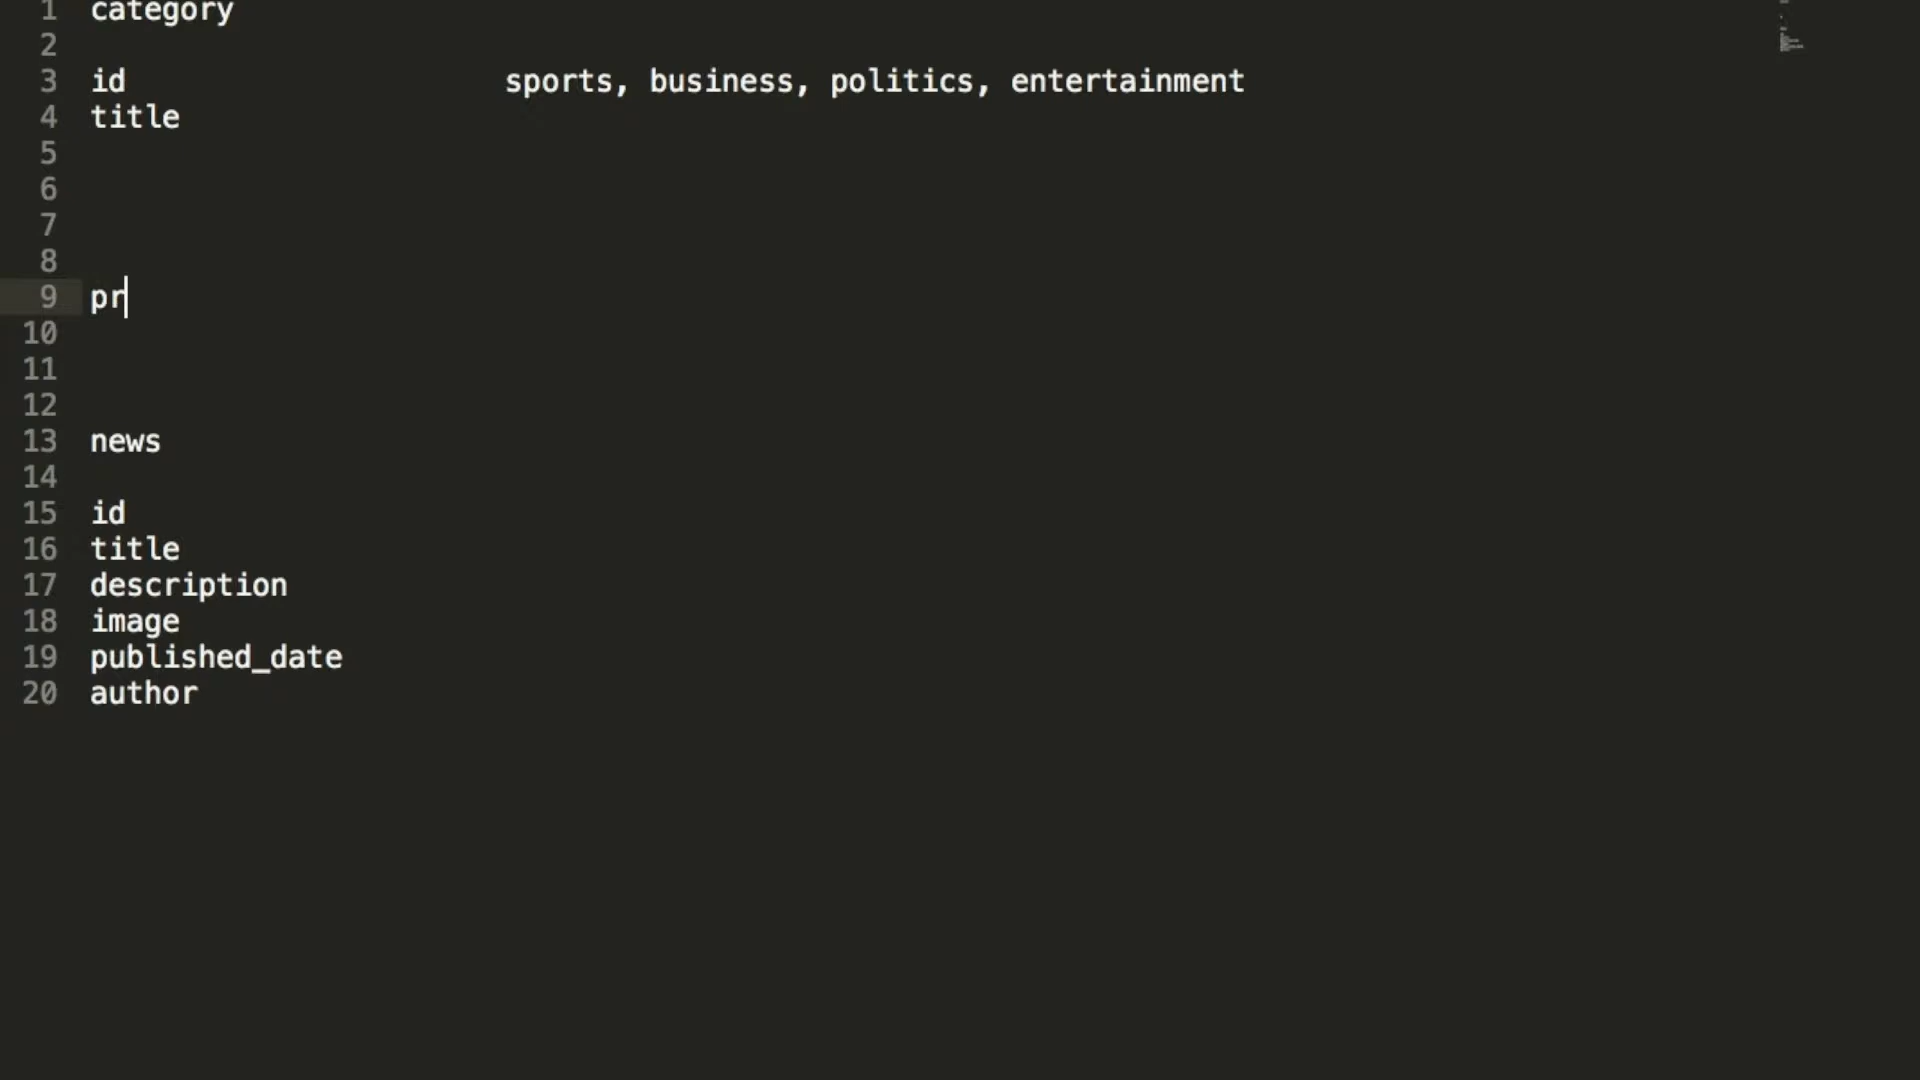 1 category
2
3 id sports, business, politics, entertainment
4 title
5
6
7
8
9 pr
10
11
12
13 news
14
15 id
16 title
17 description
18 image
19 published_date
20 author